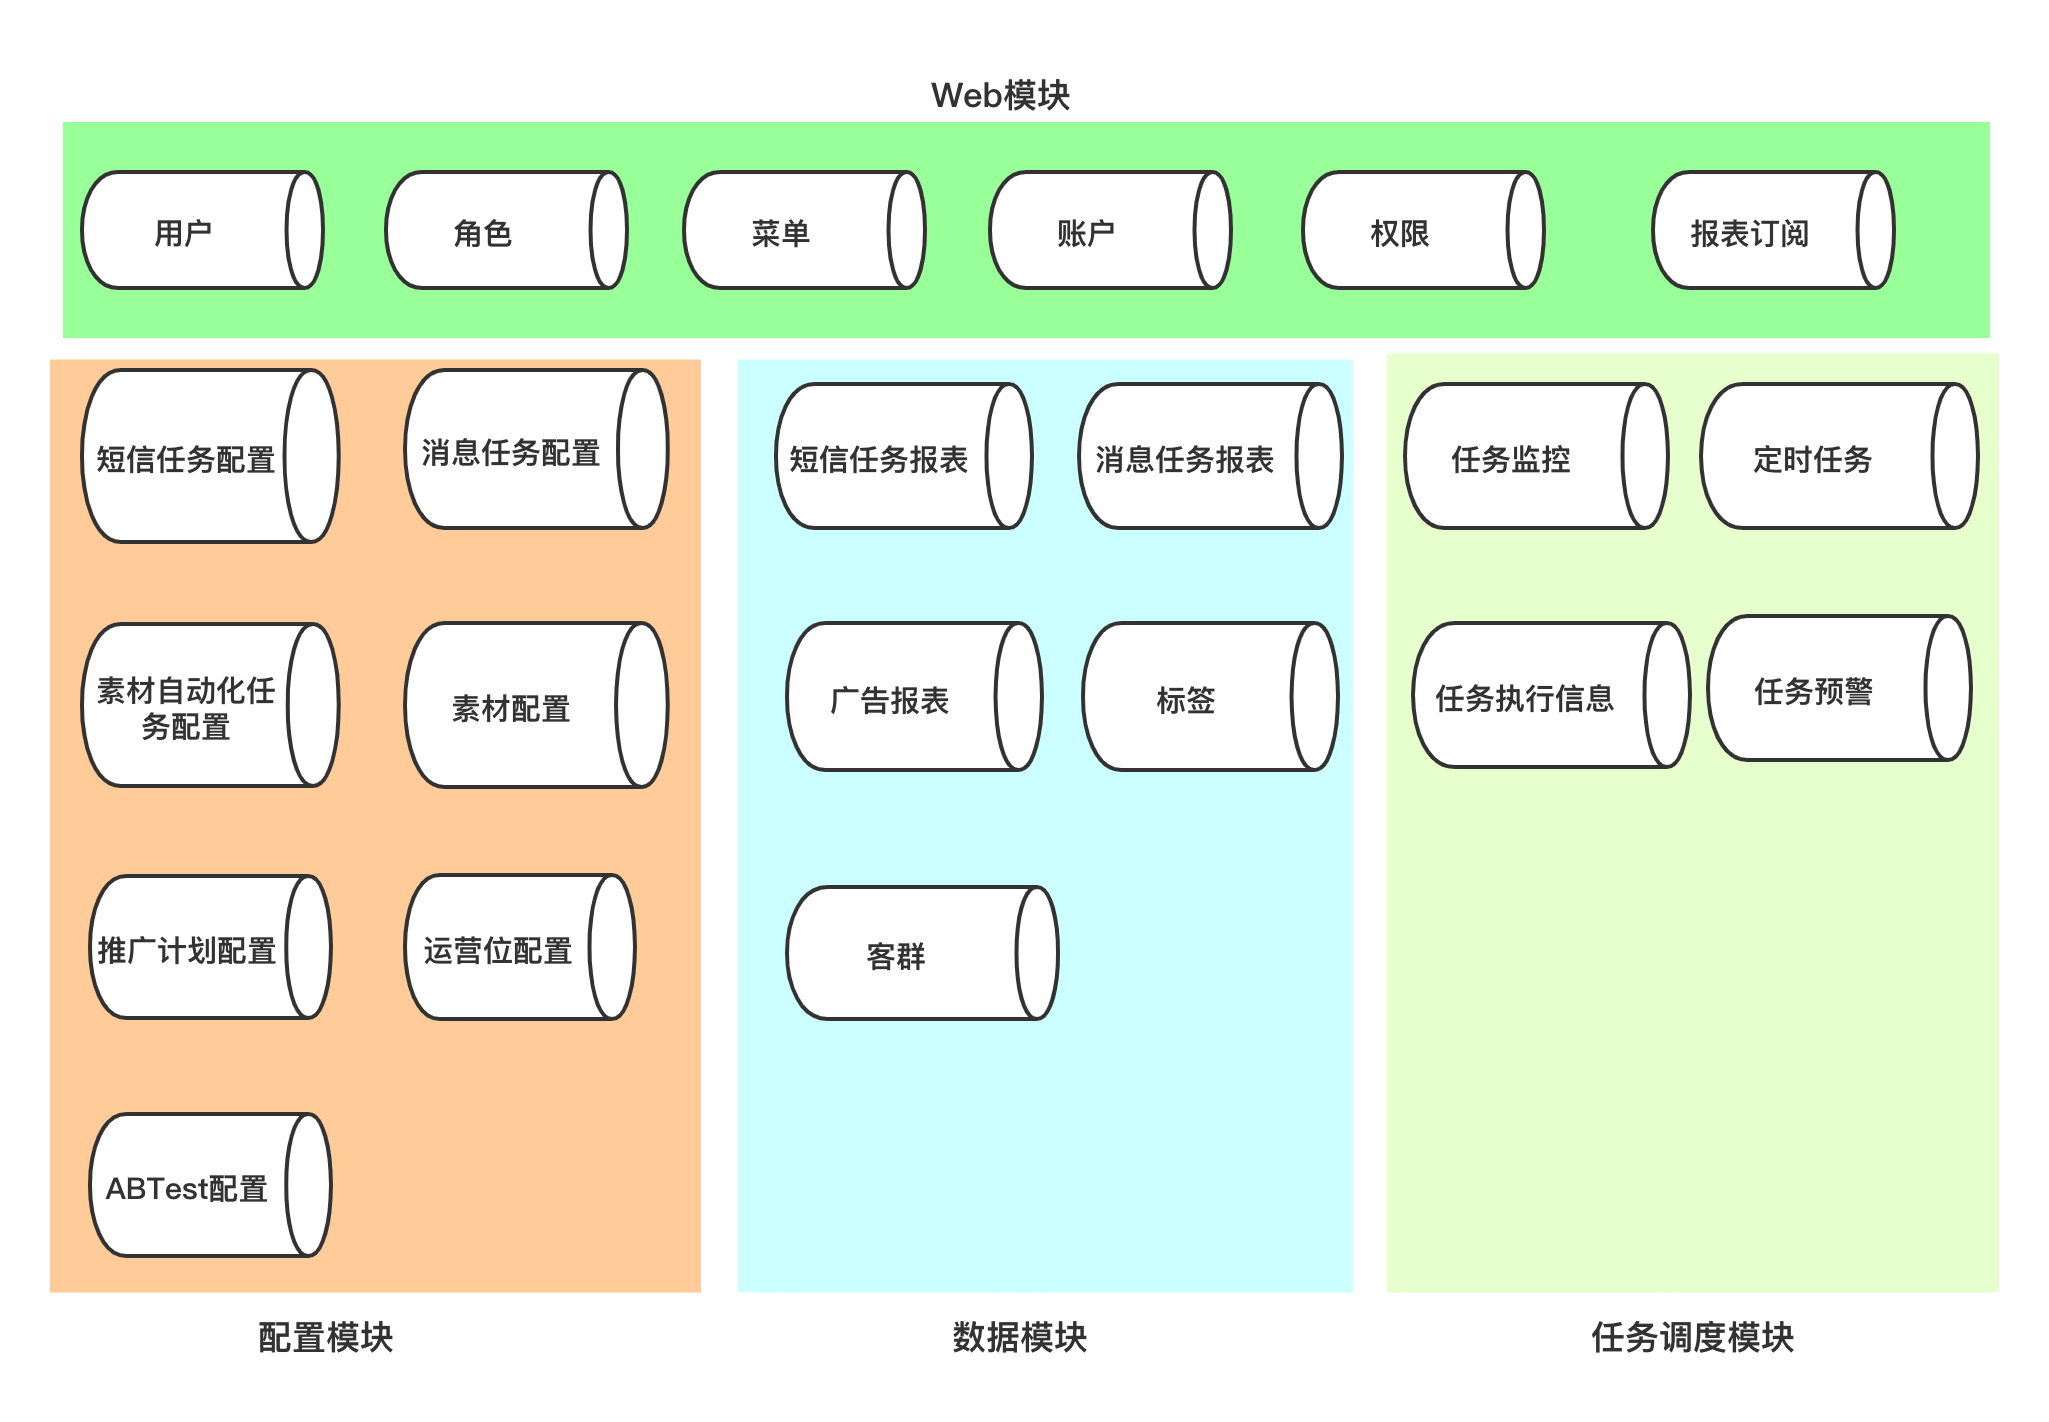 Web模块
用户
角色
菜单
账户
权限
报表订阅
短信任务配置
消息任务配置
素材自动化任
务配置
素材配置
推广计划配置
运营位配置
ABTest配置
配置模块
短信任务报表
消息任务报表
广告报表
标签
客群
数据模块
任务监控
定时任务
任务执行信息
任务预警
任务调度模块